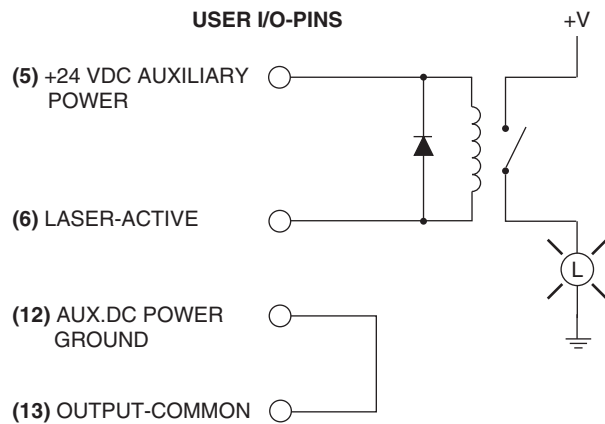 USER I/O-PINS
+V
(5) +24 VDC AUXILIARY
POWER
(6) LASER-ACTIVE
L
(12) AUX.DC POWER
GROUND
(13) OUTPUT-COMMON